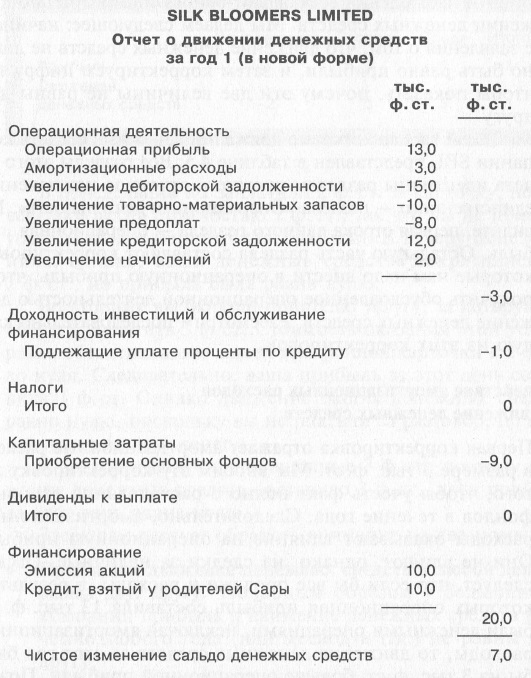 SILK BLOOMERS LIMITED
Отчет о движении денежных средств
за год 1 (в новой форме)
тыс. тыс.
ф. ст. ф. ст.
Операционная деятельность
Операционная прибыль 13,0
Амортизационные расходы 3,0
Увеличение дебиторской задолженности −15,0
Увеличение товарно-материальных запасов −10,0
Увеличение предоплат −8,0
Увеличение кредиторской задолженности 12,0
Увеличение начислений 2,0
−3,0
Доходность инвестиций и обслуживание
финансирования
Подлежащие уплате проценты по кредиту −1,0
Налоги
Итого 0
Капитальные затраты
Приобретение основных фондов −9,0
Дивиденды к выплате
Итого 0
Финансирование
Эмиссия акций 10,0
Кредит, взятый у родителей Сары 10,0
20,0
Чистое изменение сальдо денежных средств 7,0